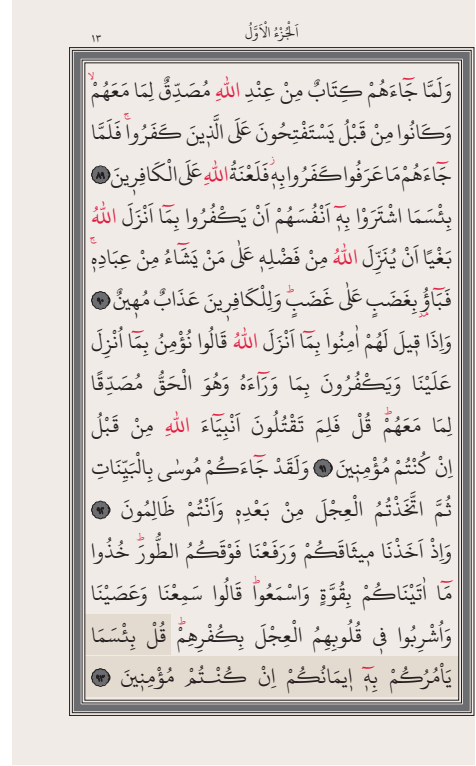 اَلْجُزْءُ الْاَوَّلُ
١٣
وَلَمَّا جَٓاءَهُمْ كِتَابٌ مِنْ عِنْدِ اللّٰهِ مُصَدِّقٌ لِمَا مَعَهُمْۙ
وَكَانُوا مِنْ قَبْلُ يَسْتَفْتِحُونَ عَلَى الَّذ۪ينَ كَفَرُواۚ فَلَمَّا
جَٓاءَهُمْ مَا عَرَفُوا كَفَرُوا بِه۪ۘ فَلَعْنَةُ اللّٰهِ عَلَى الْكَافِر۪ينَ ﴿٨٩﴾
بِئْسَمَا اشْتَرَوْا بِه۪ٓ اَنْفُسَهُمْ اَنْ يَكْفُرُوا بِمَٓا اَنْزَلَ اللّٰهُ
بَغْيًا اَنْ يُنَزِّلَ اللّٰهُ مِنْ فَضْلِه۪ عَلٰى مَنْ يَشَٓاءُ مِنْ عِبَادِه۪ۚ
فَبَٓاؤُ۫ بِغَضَبٍ عَلٰى غَضَبٍۜ وَلِلْكَافِر۪ينَ عَذَابٌ مُه۪ينٌ ﴿٩٠﴾
وَاِذَا ق۪يلَ لَهُمْ اٰمِنُوا بِمَٓا اَنْزَلَ اللّٰهُ قَالُوا نُؤْمِنُ بِمَٓا اُنْزِلَ
عَلَيْنَا وَيَكْفُرُونَ بِمَا وَرَٓاءَهُ وَهُوَ الْحَقُّ مُصَدِّقًا
لِمَا مَعَهُمْۜ قُلْ فَلِمَ تَقْتُلُونَ اَنْبِيَٓاءَ اللّٰهِ مِنْ قَبْلُ
اِنْ كُنْتُمْ مُؤْمِن۪ينَ ﴿٩١﴾ وَلَقَدْ جَٓاءَكُمْ مُوسٰى بِالْبَيِّنَاتِ
ثُمَّ اتَّخَذْتُمُ الْعِجْلَ مِنْ بَعْدِه۪ وَاَنْتُمْ ظَالِمُونَ ﴿٩٢﴾
وَاِذْ اَخَذْنَا م۪يثَاقَكُمْ وَرَفَعْنَا فَوْقَكُمُ الطُّورَۜ خُذُوا
مَٓا اٰتَيْنَاكُمْ بِقُوَّةٍ وَاسْمَعُواۜ قَالُوا سَمِعْنَا وَعَصَيْنَا
وَاُشْرِبُوا ف۪ي قُلُوبِهِمُ الْعِجْلَ بِكُفْرِهِمْۜ قُلْ بِئْسَمَا
يَاْمُرُكُمْ بِه۪ٓ ا۪يمَانُكُمْ اِنْ كُنْتُمْ مُؤْمِن۪ينَ ﴿٩٣﴾